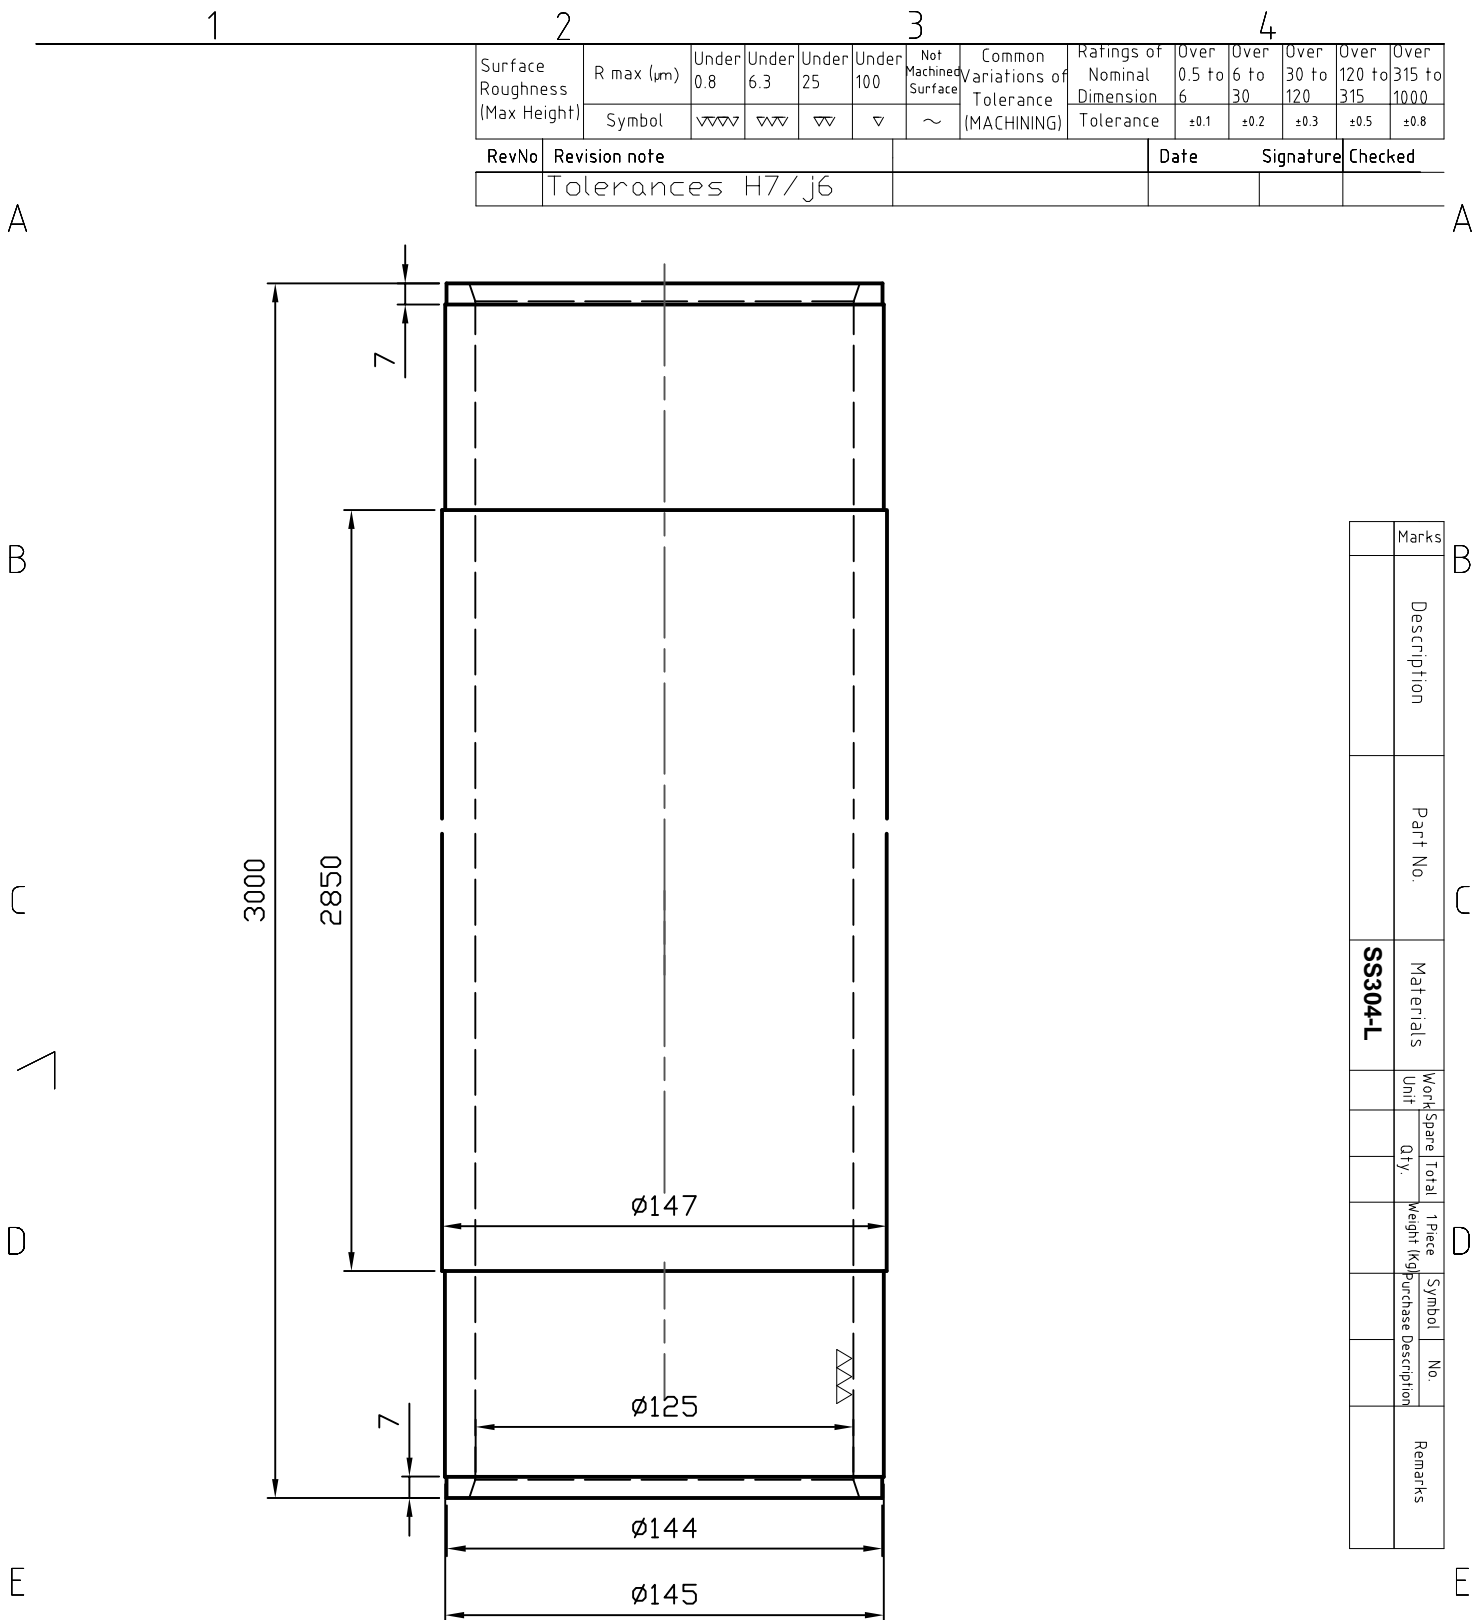 1 2 3 4
Surface
Roughness
(Max Height)
R max (μm)
Under
0.8
Under
6.3
Under
25
Under
100
Not
Machined
Surface
Common
Variations of
Tolerance
(MACHINING)
Ratings of
Nominal
Dimension
Over
0.5 to
6
Over
6 to
30
Over
30 to
120
Over
120 to
315
Over
315 to
1000
Symbol
~
Tolerance
±0.1
±0.2
±0.3
±0.5
±0.8
RevNo
Revision note
Date
Signature
Checked
Tolerances H7/j6
A
A
7
B
B
3000
2850
C
C
Marks
Description
Part No.
Materials
SS304-L
Work
Unit
Spare
Total
Qty.
1 Piece
Weight (Kg)
Symbol
No.
Purchase Description
Remarks
ø147
D
D
ø125
7
ø144
E
E
ø145